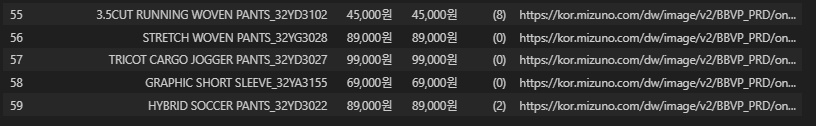 55 3.5CUT RUNNING WOVEN PANTS_32YD3102 45,000원 45,000원 (8) https://kor.mizuno.com/dw/image/v2/BBVP_PRD/on...
56 STRETCH WOVEN PANTS_32YG3028 89,000원 89,000원 (0) https://kor.mizuno.com/dw/image/v2/BBVP_PRD/on...
57 TRICOT CARGO JOGGER PANTS_32YD3027 99,000원 99,000원 (0) https://kor.mizuno.com/dw/image/v2/BBVP_PRD/on...
58 GRAPHIC SHORT SLEEVE_32YA3155 69,000원 69,000원 (0) https://kor.mizuno.com/dw/image/v2/BBVP_PRD/on...
59 HYBRID SOCCER PANTS_32YD3022 89,000원 89,000원 (2) https://kor.mizuno.com/dw/image/v2/BBVP_PRD/on...